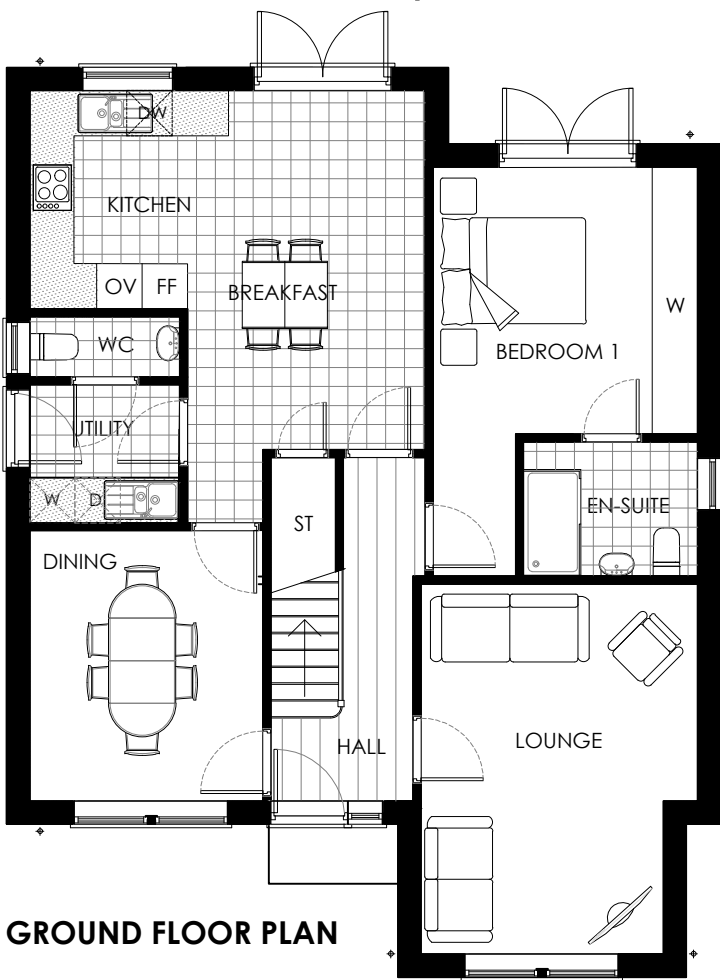 DW
KITCHEN
OV FF
BREAKFAST
W
WC
BEDROOM 1
UTILITY
W D
EN-SUITE
ST
DINING
HALL
LOUNGE
GROUND FLOOR PLAN